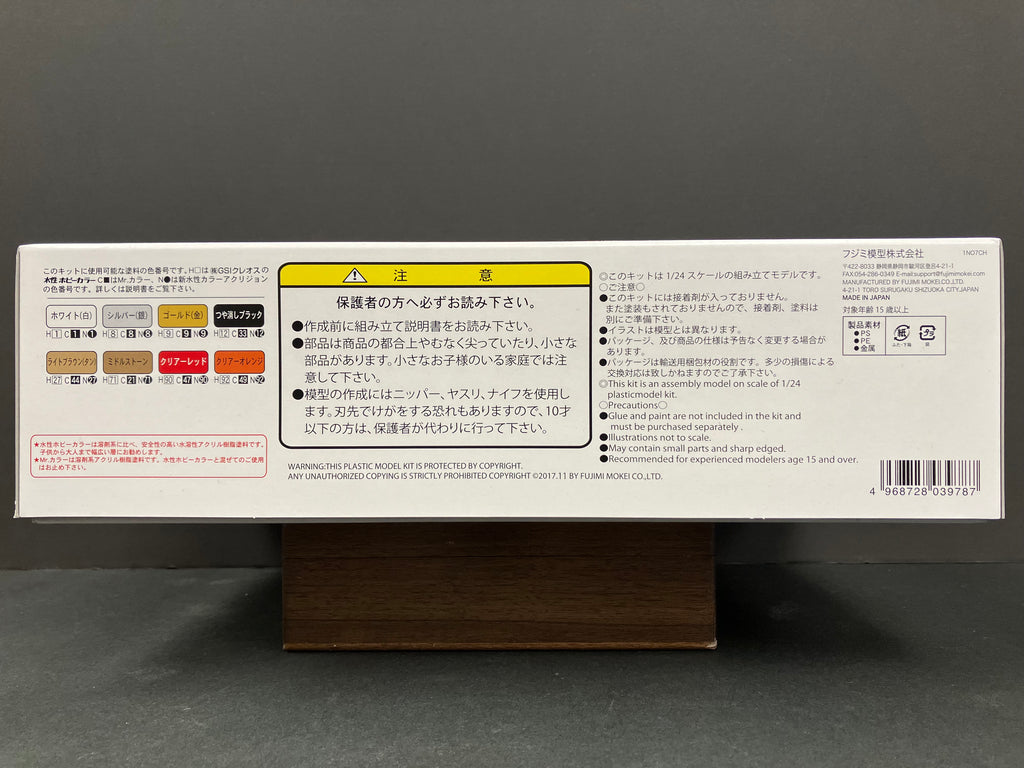 このキットに使用可能な塗料の色番号です。H□は㈱GSIクレオスの
水性ホビーカラー C■はMr.カラー、N●は新水性カラーアクリジョン
の色番号です。詳しくは説明書をご覧下さい。
ホワイト(白) シルバー(銀) ゴールド(金) つや消しブラック
H 1 C 1 N 1 H 8 C 8 N 8 H 9 C 9 N 9 H 12 C 33 N 12
ライトブラウン(タン) ミドルストーン クリアーレッド クリアーオレンジ
H 27 C 44 N 27 H 71 C 21 N 71 H 90 C 47 N 90 H 92 C 49 N 92
★水性ホビーカラーは溶剤系に比べ、安全性の高い水溶性アクリル樹脂塗料です。
子供から大人まで幅広い層にお勧めします。
★Mr.カラーは溶剤系アクリル樹脂塗料です。水性ホビーカラーと混ぜてのご使用
はお止め下さい。
注 意
保護者の方へ必ずお読み下さい。
●作成前に組み立て説明書をお読み下さい。
●部品は商品の都合上やむなく尖っていたり、小さな
部品があります。小さなお子様のいる家庭では注
意して下さい。
●模型の作成にはニッパー、ヤスリ、ナイフを使用し
ます。刃先でけがをする恐れもありますので、10才
以下の方は、保護者が代わりに行って下さい。
WARNING:THIS PLASTIC MODEL KIT IS PROTECTED BY COPYRIGHT.
ANY UNAUTHORIZED COPYING IS STRICTLY PROHIBITED COPYRIGHT ©2017.11 BY FUJIMI MOKEI CO.,LTD.
◎このキットは 1/24 スケールの組み立てモデルです。
○ご注意○
●このキットには接着剤が入っておりません。
また塗装もされておりませんので、接着剤、塗料は
別にご準備下さい。
●イラストは模型とは異なります。
●パッケージ、及び商品の仕様は予告なく変更する場合が
あります。
●パッケージは輸送用梱包材の役割です。多少の損傷による
交換対応は致しかねますのでご了承下さい。
◎This kit is an assembly model on scale of 1/24
plasticmodel kit.
○Precautions○
●Glue and paint are not included in the kit and
must be purchased separately .
●Illustrations not to scale.
●May contain small parts and sharp edged.
●Recommended for experienced modelers age 15 and over.
フジミ模型株式会社 1NO7CH
〒422-8033 静岡県静岡市駿河区登呂4-21-1
FAX:054-286-0349 E-mail:support@fujimimokei.com
MANUFACTURED BY FUJIMI MOKEI CO.LTD.
4-21-1 TORO SURUGAKU SHIZUOKA CITY.JAPAN
MADE IN JAPAN
対象年齢 15 歳以上
製品素材
●PS
●PE
●金属
紙
ふた・下箱
プラ
袋
4 968728 039787